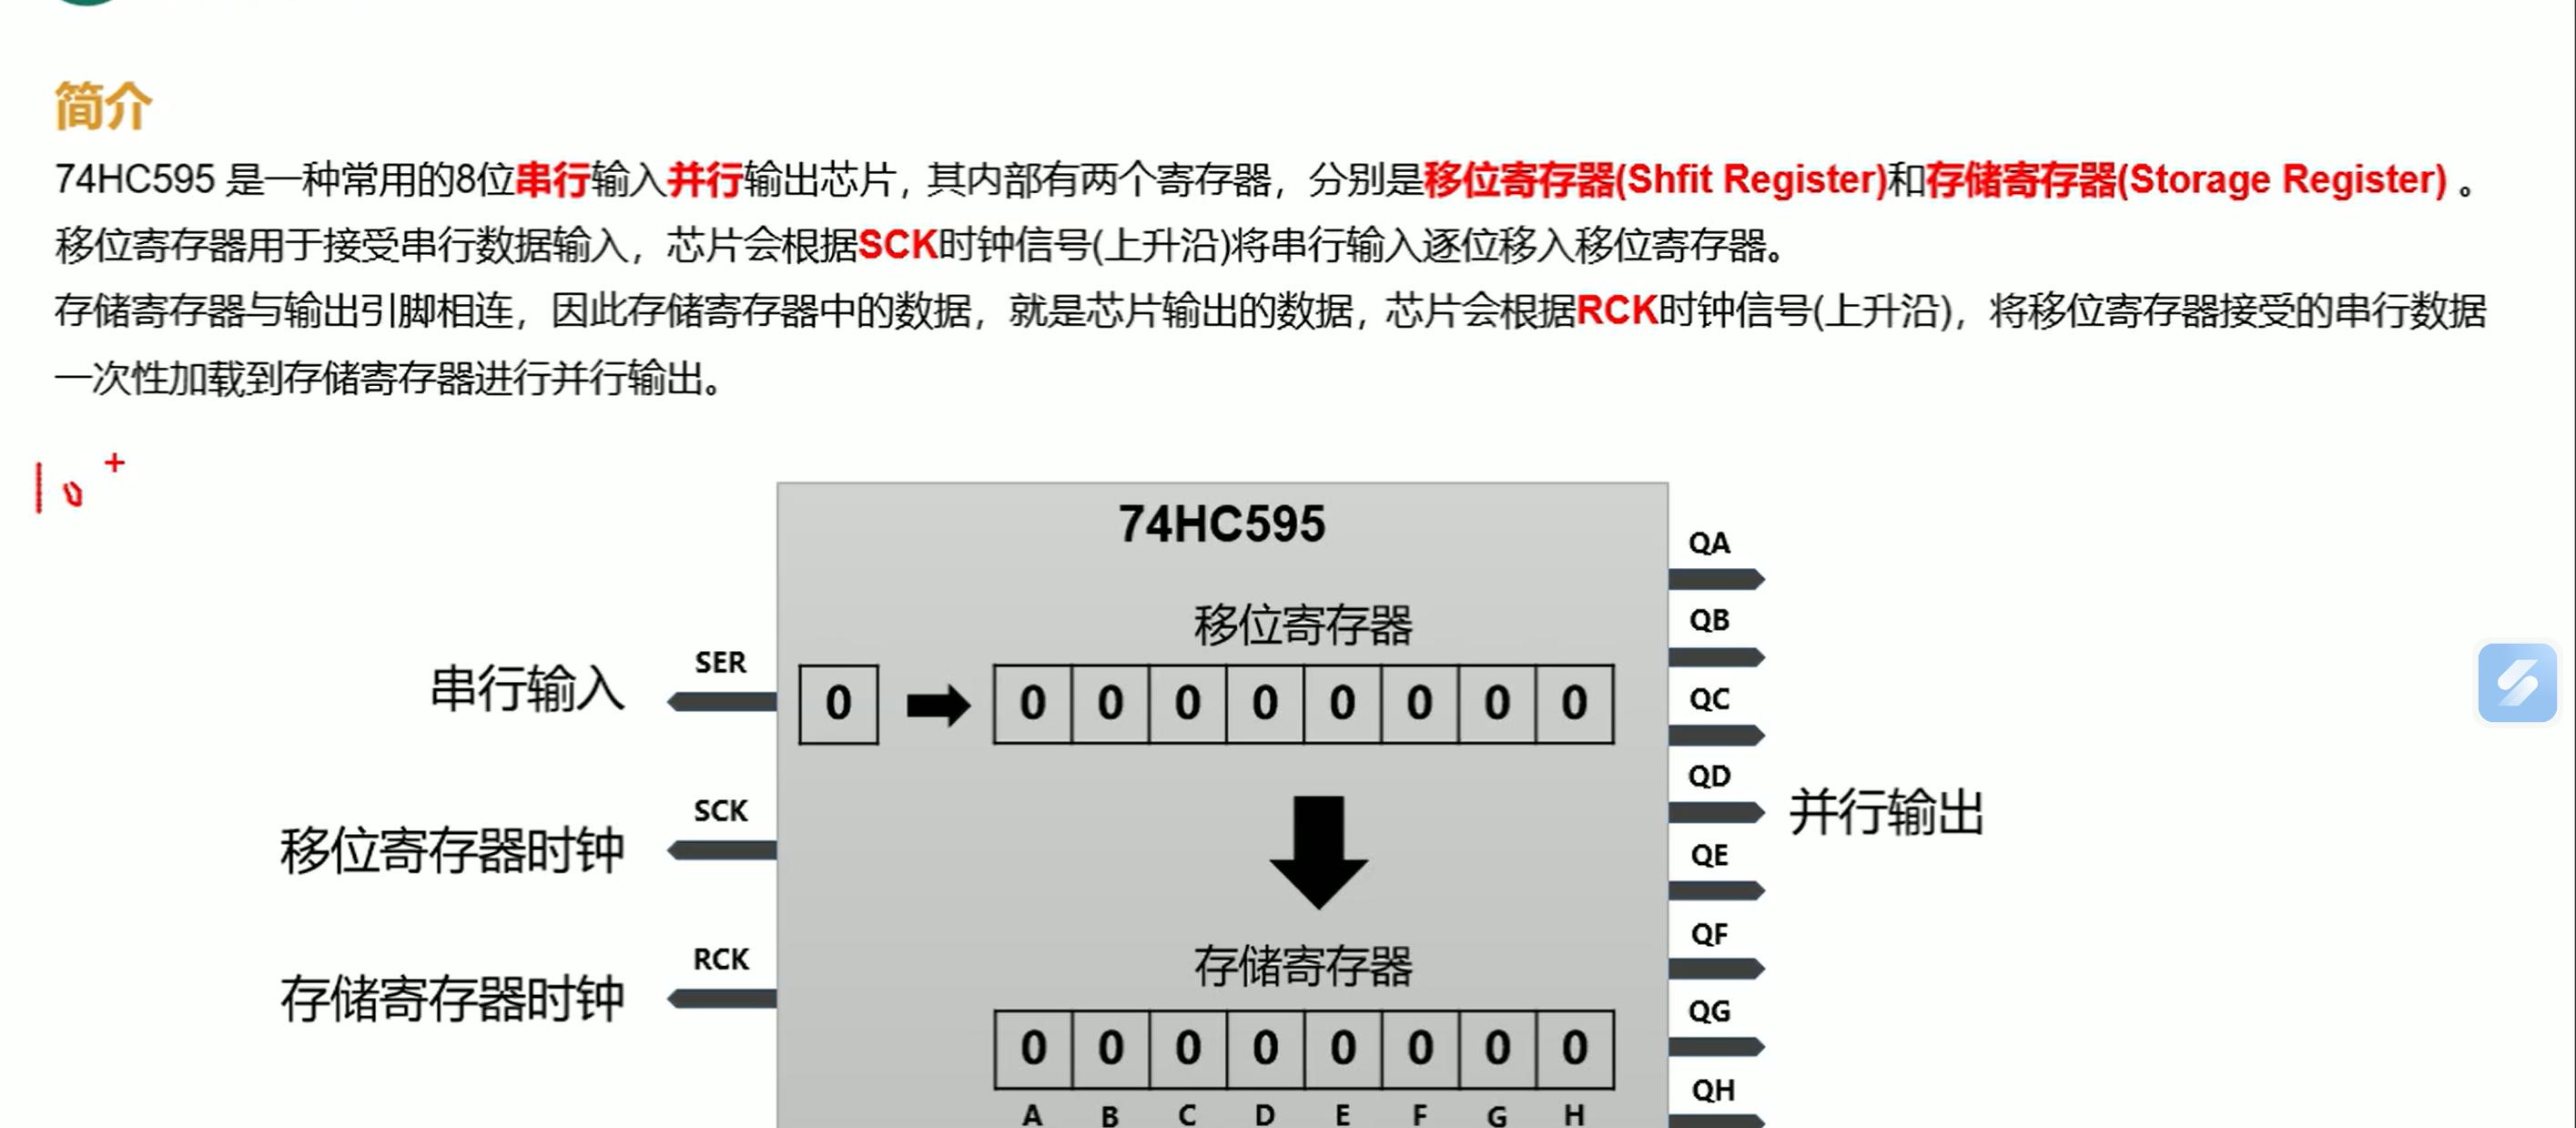 简介
74HC595 是一种常用的8位串行输入并行输出芯片，其内部有两个寄存器，分别是移位寄存器(Shfit Register)和存储寄存器(Storage Register) 。
移位寄存器用于接受串行数据输入，芯片会根据SCK时钟信号(上升沿)将串行输入逐位移入移位寄存器。
存储寄存器与输出引脚相连，因此存储寄存器中的数据，就是芯片输出的数据，芯片会根据RCK时钟信号(上升沿)，将移位寄存器接受的串行数据
一次性加载到存储寄存器进行并行输出。
74HC595
QA
移位寄存器
QB
串行输入
SER
0
0 0 0 0 0 0 0 0
QC
QD
并行输出
移位寄存器时钟
SCK
QE
QF
存储寄存器时钟
RCK
存储寄存器
QG
0 0 0 0 0 0 0 0
QH
A B C D E F G H